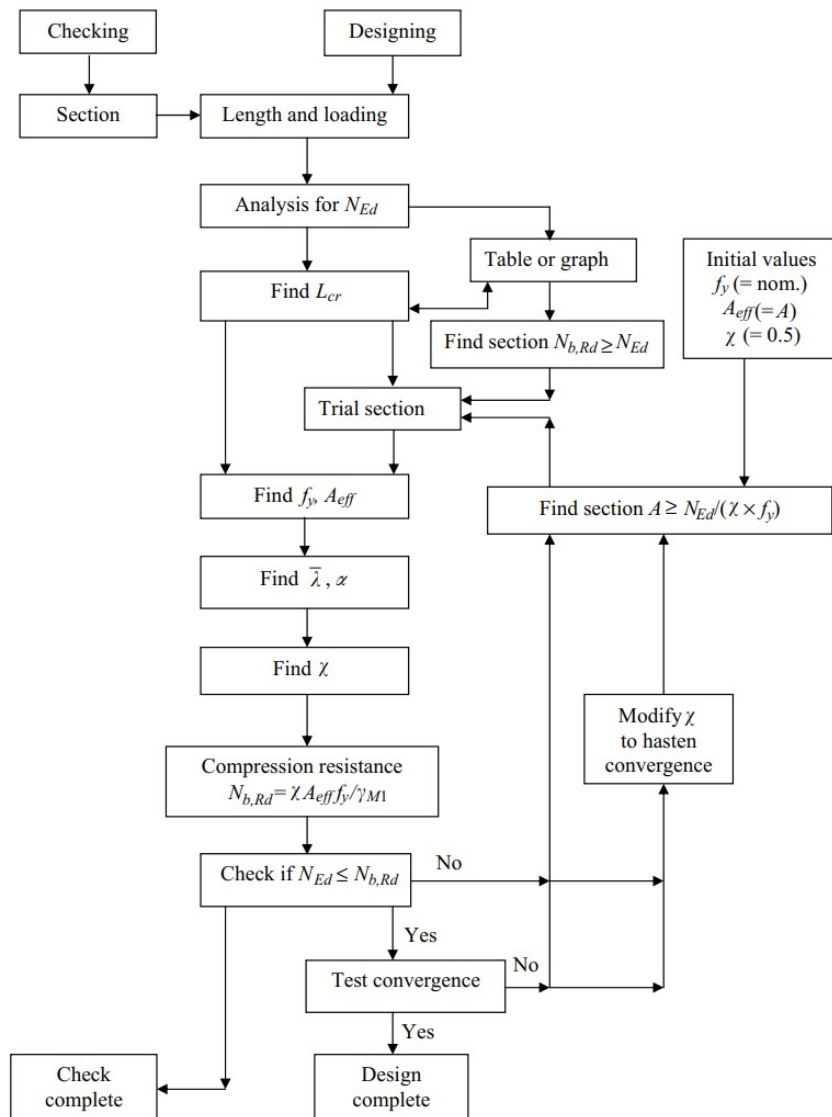 Checking
Designing
Section
Length and loading
Analysis for N_Ed
Table or graph
Initial values
f_y (= nom.)
A_eff (= A)
χ (= 0.5)
Find L_cr
Find section N_b,Rd ≥ N_Ed
Trial section
Find f_y, A_eff
Find section A ≥ N_Ed/(χ × f_y)
Find λ̅, α
Find χ
Modify χ
to hasten
convergence
Compression resistance
N_b,Rd = χ A_eff f_y/γ_M1
Check if N_Ed ≤ N_b,Rd
No
Yes
Test convergence
No
Yes
Check
complete
Design
complete